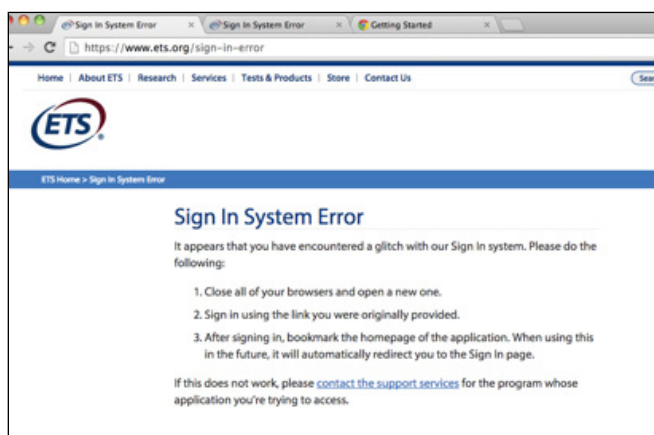 Sign In System Error × Sign In System Error × Getting Started ×
https://www.ets.org/sign-in-error
Home | About ETS | Research | Services | Tests & Products | Store | Contact Us
ETS
ETS Home > Sign In System Error
Sign In System Error
It appears that you have encountered a glitch with our Sign In system. Please do the
following:
1. Close all of your browsers and open a new one.
2. Sign in using the link you were originally provided.
3. After signing in, bookmark the homepage of the application. When using this
in the future, it will automatically redirect you to the Sign In page.
If this does not work, please contact the support services for the program whose
application you're trying to access.